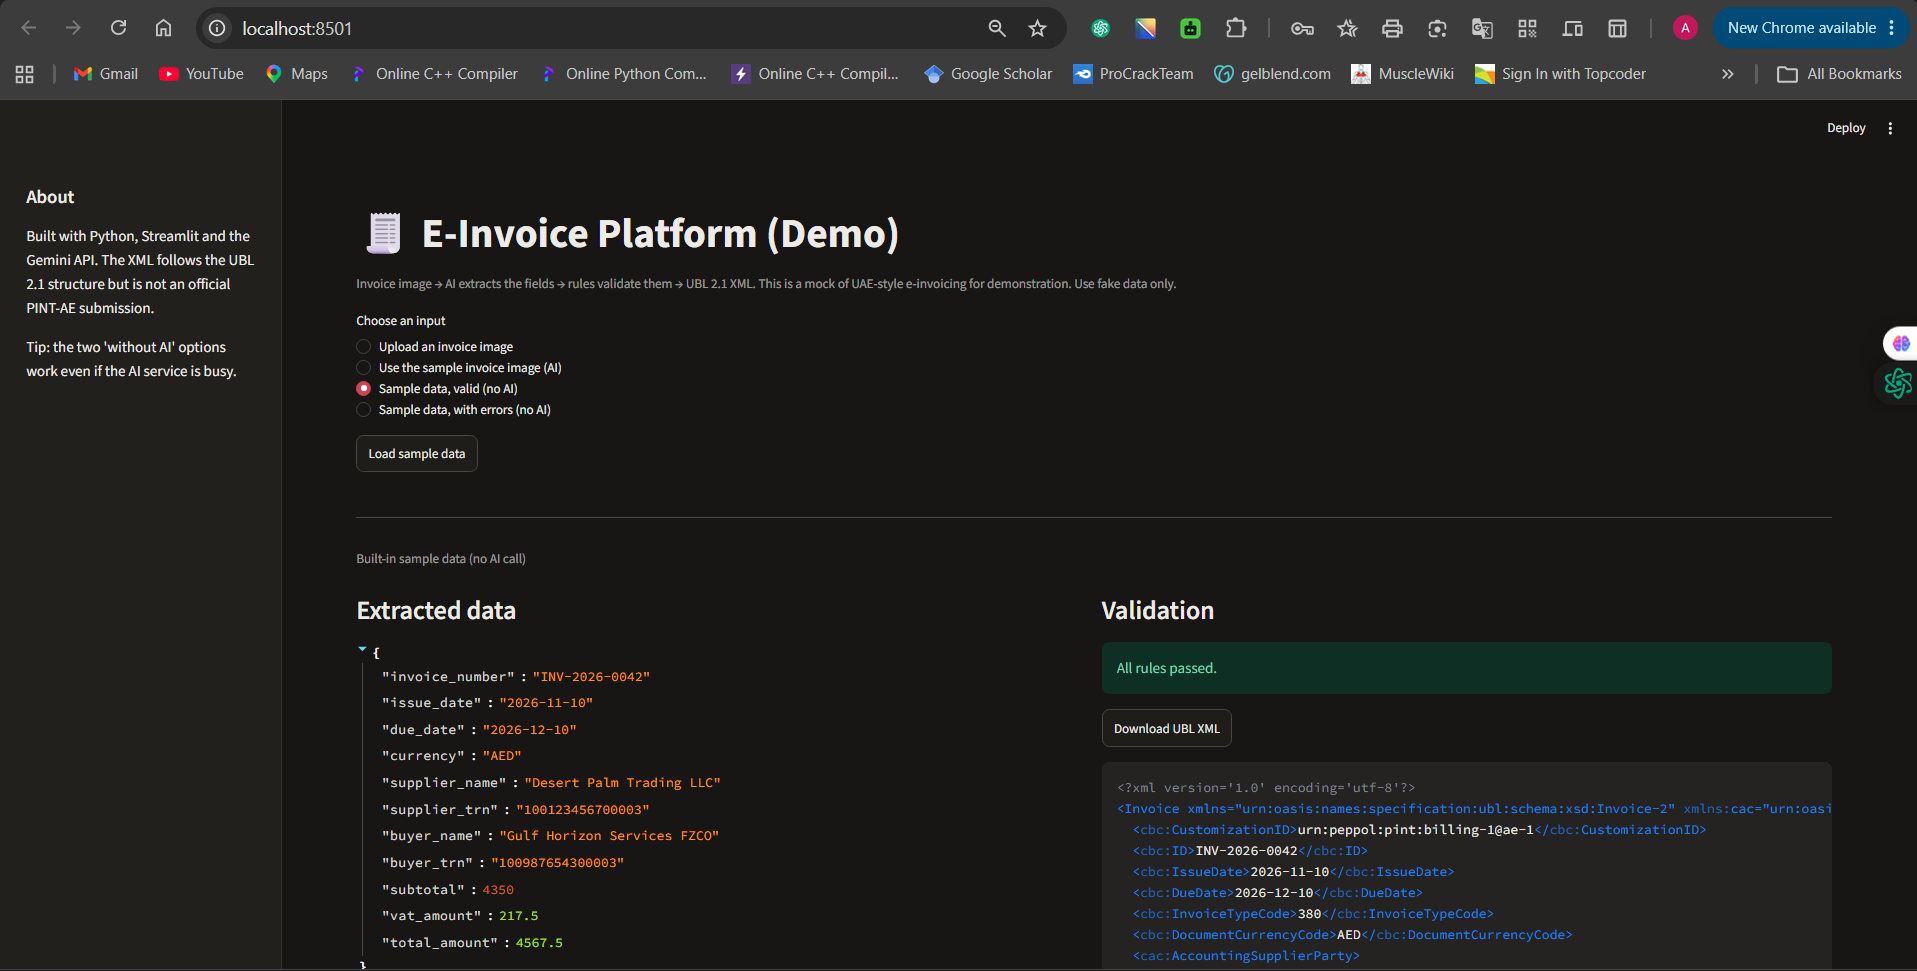 localhost:8501
New Chrome available
Gmail
YouTube
Maps
Online C++ Compiler
Online Python Com...
Online C++ Compil...
Google Scholar
ProCrackTeam
gelblend.com
MuscleWiki
Sign In with Topcoder
All Bookmarks
Deploy
About
Built with Python, Streamlit and the
Gemini API. The XML follows the UBL
2.1 structure but is not an official
PINT-AE submission.
Tip: the two 'without AI' options
work even if the AI service is busy.
E-Invoice Platform (Demo)
Invoice image → AI extracts the fields → rules validate them → UBL 2.1 XML. This is a mock of UAE-style e-invoicing for demonstration. Use fake data only.
Choose an input
Upload an invoice image
Use the sample invoice image (AI)
Sample data, valid (no AI)
Sample data, with errors (no AI)
Load sample data
Built-in sample data (no AI call)
Extracted data
{
"invoice_number" : "INV-2026-0042"
"issue_date" : "2026-11-10"
"due_date" : "2026-12-10"
"currency" : "AED"
"supplier_name" : "Desert Palm Trading LLC"
"supplier_trn" : "100123456700003"
"buyer_name" : "Gulf Horizon Services FZCO"
"buyer_trn" : "100987654300003"
"subtotal" : 4350
"vat_amount" : 217.5
"total_amount" : 4567.5
}
Validation
All rules passed.
Download UBL XML
<?xml version='1.0' encoding='utf-8'?>
<Invoice xmlns="urn:oasis:names:specification:ubl:schema:xsd:Invoice-2" xmlns:cac="urn:oasi
<cbc:CustomizationID>urn:peppol:pint:billing-1@ae-1</cbc:CustomizationID>
<cbc:ID>INV-2026-0042</cbc:ID>
<cbc:IssueDate>2026-11-10</cbc:IssueDate>
<cbc:DueDate>2026-12-10</cbc:DueDate>
<cbc:InvoiceTypeCode>380</cbc:InvoiceTypeCode>
<cbc:DocumentCurrencyCode>AED</cbc:DocumentCurrencyCode>
<cac:AccountingSupplierParty>